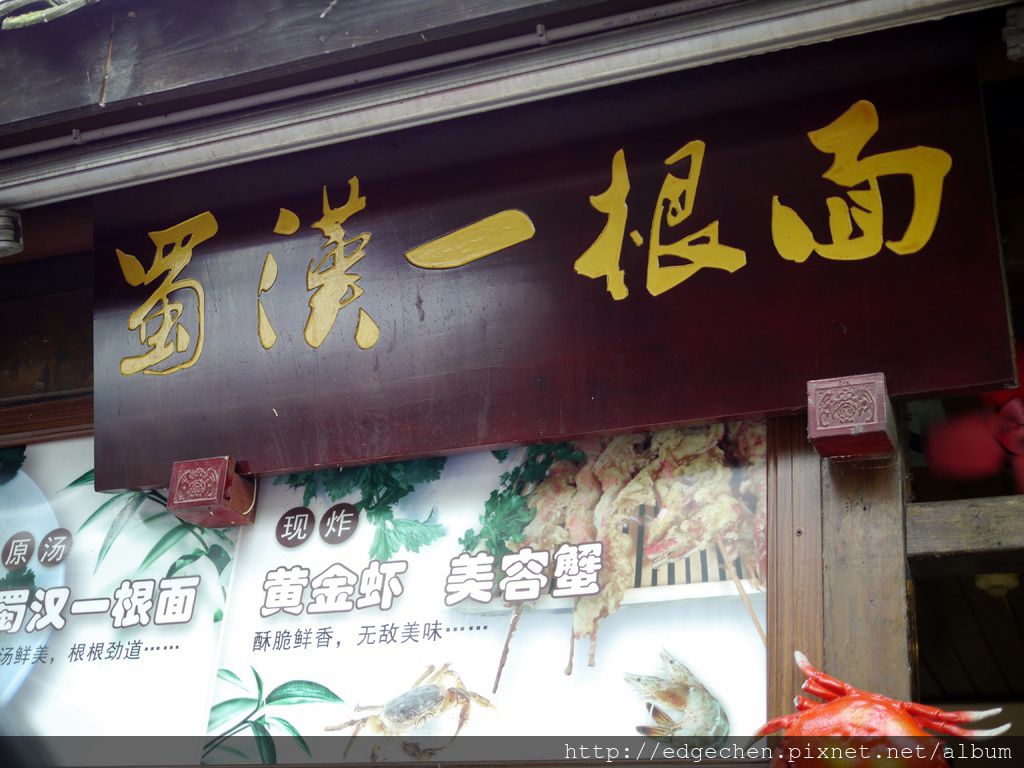 蜀漢一根面
原汤
蜀汉一根面
汤鲜美，根根劲道……
现炸
黄金虾 美容蟹
酥脆鲜香，无敌美味……
http://edgechen.pixnet.net/album